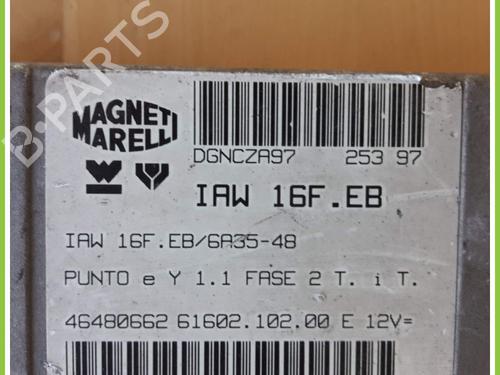 B-PARTS
MAGNETI
MARELLI
DGNCZA97 253 97
IAW 16F.EB
IAW 16F.EB/6A35-48
PUNTO e Y 1.1 FASE 2 T. i T.
46480662 61602.102.00 E 12V=